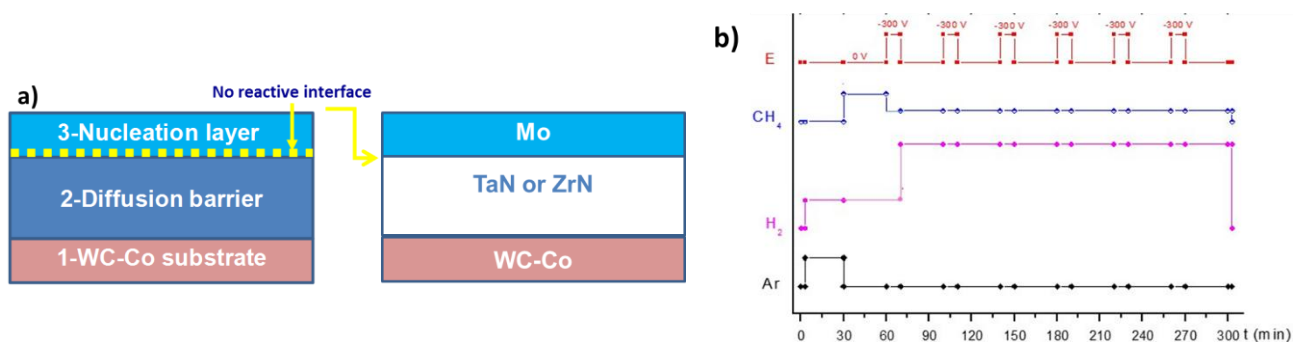 a)
No reactive interface
3-Nucleation layer
2-Diffusion barrier
1-WC-Co substrate
Mo
TaN or ZrN
WC-Co
b)
-300 V -300 V -300 V -300 V -300 V -300 V
E
0 V
CH4
H2
Ar
0 30 60 90 120 150 180 210 240 270 300 t (min)